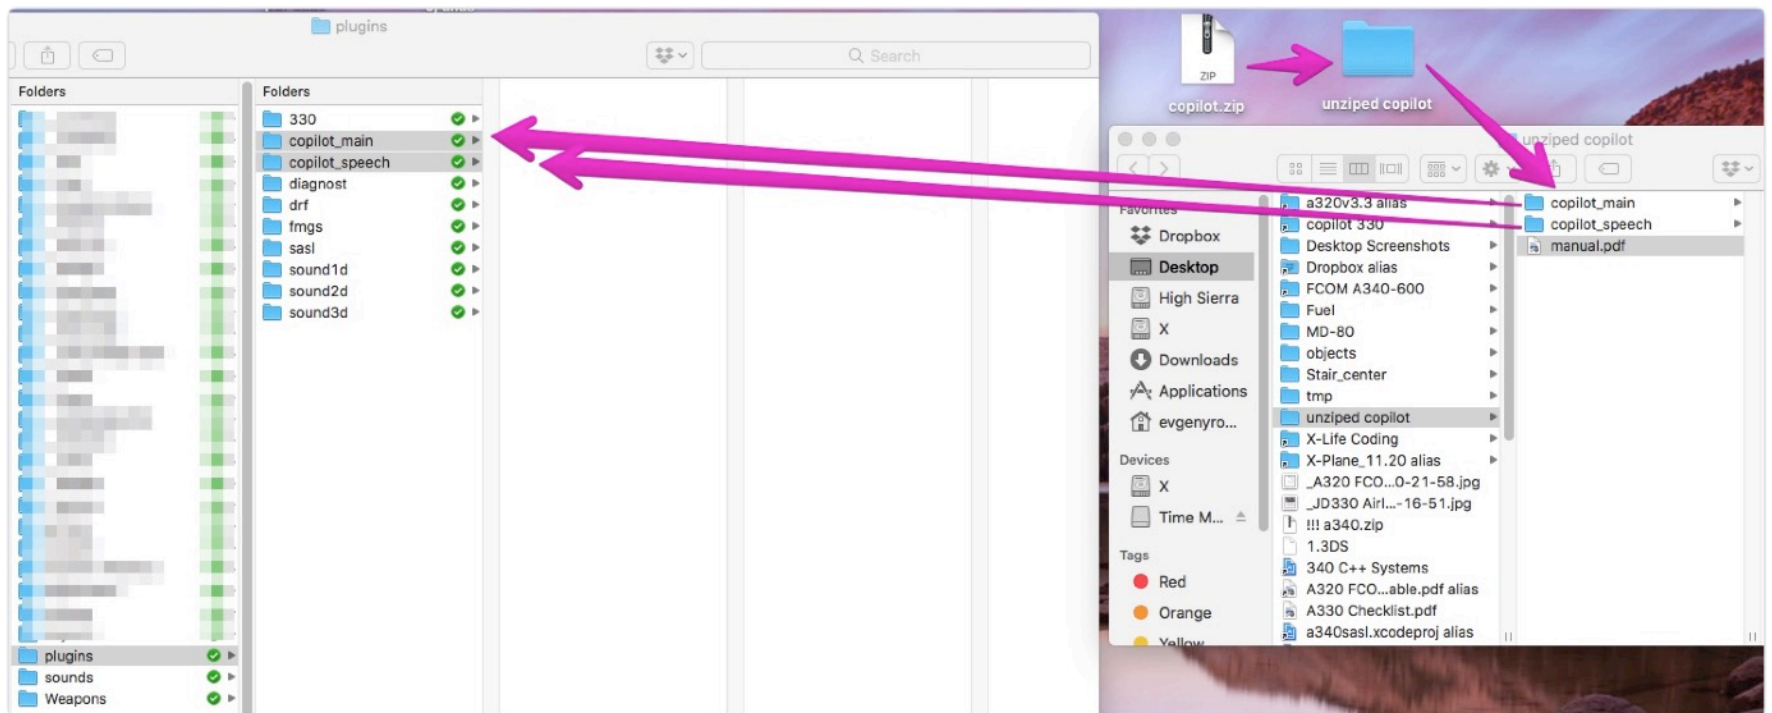 plugins
Search
Folders
Folders
330
copilot_main
copilot_speech
diagnost
drf
fmgs
sasl
sound1d
sound2d
sound3d
plugins
sounds
Weapons
ZIP
copilot.zip
unziped copilot
unziped copilot
Favorites
Dropbox
Desktop
High Sierra
X
Downloads
Applications
evgenyro...
Devices
X
Time M...
Tags
Red
Orange
Yellow
a320v3.3 alias
copilot 330
Desktop Screenshots
Dropbox alias
FCOM A340-600
Fuel
MD-80
objects
Stair_center
tmp
unziped copilot
X-Life Coding
X-Plane_11.20 alias
_A320 FCO...0-21-58.jpg
_JD330 Airl...-16-51.jpg
!!! a340.zip
1.3DS
340 C++ Systems
A320 FCO...able.pdf alias
A330 Checklist.pdf
a340sasl.xcodeproj alias
copilot_main
copilot_speech
manual.pdf